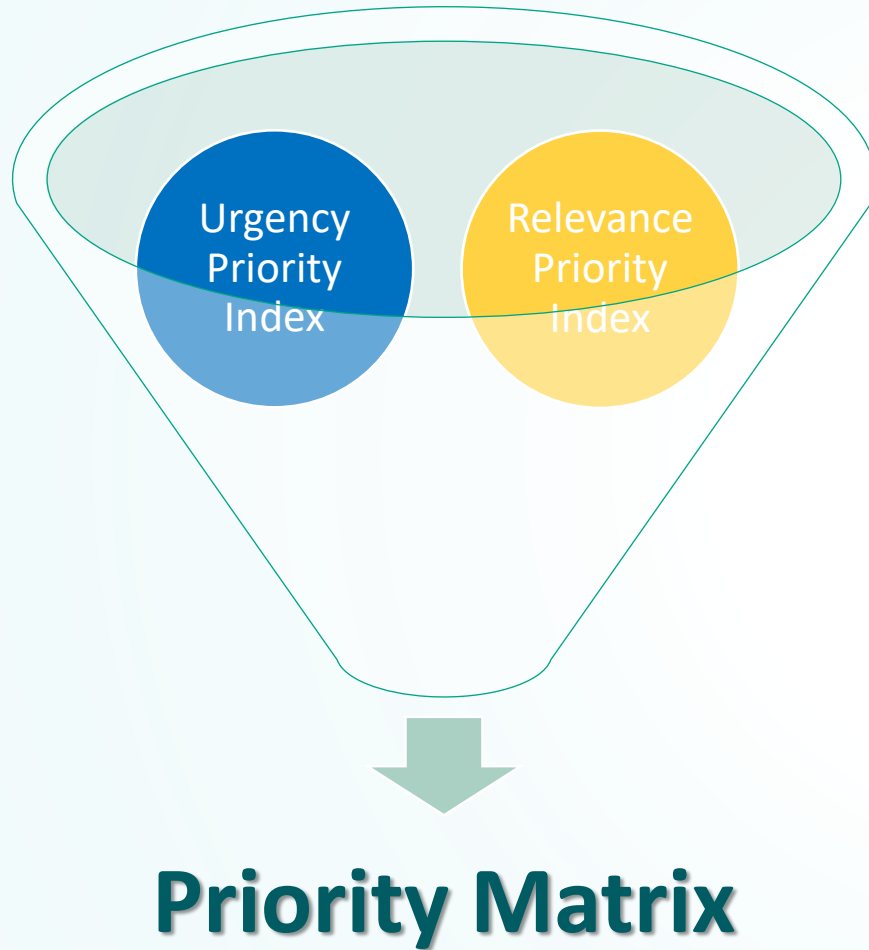 Urgency
Priority
Index
Relevance
Priority
Index
Priority Matrix